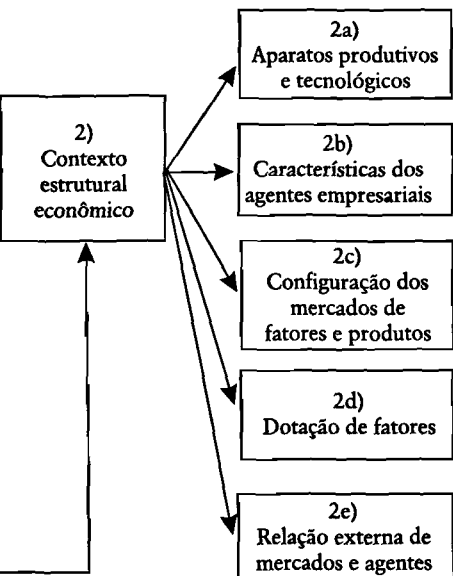 2)
Contexto
estrutural
econômico
2a)
Aparatos produtivos
e tecnológicos
2b)
Características dos
agentes empresariais
2c)
Configuração dos
mercados de
fatores e produtos
2d)
Dotação de fatores
2e)
Relação externa de
mercados e agentes